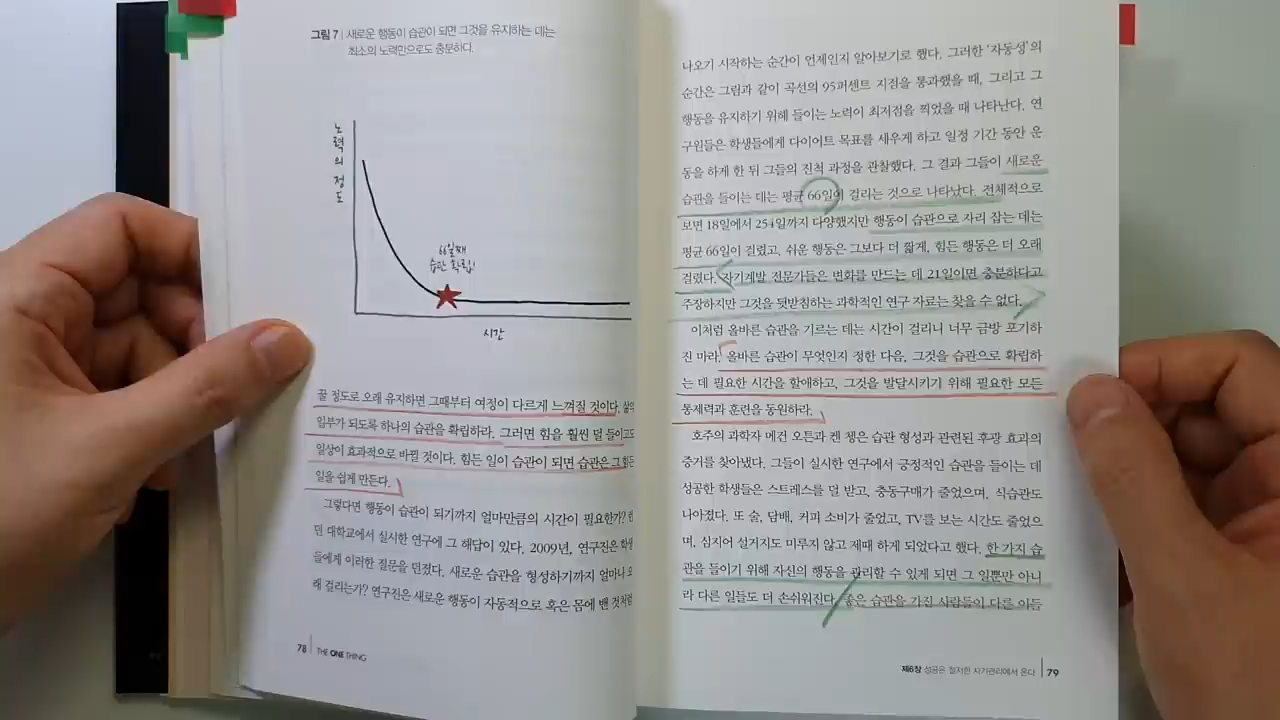 그림 7 | 새로운 행동이 습관이 되면 그것을 유지하는 데는
최소의 노력만으로도 충분하다.
노력의 정도
66일째
습관 확립!
시간
꿀 정도로 오래 유지하면 그때부터 여정이 다르게 느껴질 것이다. 삶의
일부가 되도록 하나의 습관을 확립하라. 그러면 힘을 훨씬 덜 들이고도
일상이 효과적으로 바뀔 것이다. 힘든 일이 습관이 되면 습관은 그 힘든
일을 쉽게 만든다.
그렇다면 행동이 습관이 되기까지 얼마만큼의 시간이 필요한가?
던 대학교에서 실시한 연구에 그 해답이 있다. 2009년, 연구진은
들에게 이러한 질문을 던졌다. 새로운 습관을 형성하기까지 얼마나
래 걸리는가? 연구진은 새로운 행동이 자동적으로 혹은 몸에 밴 것처럼
78 | THE ONE THING
나오기 시작하는 순간이 언제인지 알아보기로 했다. 그러한 '자동성'의
순간은 그림과 같이 곡선의 95퍼센트 지점을 통과했을 때, 그리고 그
행동을 유지하기 위해 들이는 노력이 최저점을 찍었을 때 나타난다. 연
구원들은 학생들에게 다이어트 목표를 세우게 하고 일정 기간 동안 운
동을 하게 한 뒤 그들의 진척 과정을 관찰했다. 그 결과 그들이 새로운
습관을 들이는 데는 평균 66일이 걸리는 것으로 나타났다. 전체적으로
보면 18일에서 254일까지 다양했지만 행동이 습관으로 자리 잡는 데는
평균 66일이 걸렸고, 쉬운 행동은 그보다 더 짧게, 힘든 행동은 더 오래
걸렸다. 자기계발 전문가들은 변화를 만드는 데 21일이면 충분하다고
주장하지만 그것을 뒷받침하는 과학적인 연구 자료는 찾을 수 없다.
이처럼 올바른 습관을 기르는 데는 시간이 걸리니 너무 금방 포기하
진 마라. 올바른 습관이 무엇인지 정한 다음, 그것을 습관으로 확립하
는 데 필요한 시간을 할애하고, 그것을 발달시키기 위해 필요한 모든
통제력과 훈련을 동원하라.
호주의 과학자 메건 오튼과 켄 쳉은 습관 형성과 관련된 후광 효과의
증거를 찾아냈다. 그들이 실시한 연구에서 긍정적인 습관을 들이는 데
성공한 학생들은 스트레스를 덜 받고, 충동구매가 줄었으며, 식습관도
나아졌다. 또 술, 담배, 커피 소비가 줄었고, TV를 보는 시간도 줄었으
며, 심지어 설거지도 미루지 않고 제때 하게 되었다고 했다. 한 가지 습
관을 들이기 위해 자신의 행동을 관리할 수 있게 되면 그 일뿐만 아니
라 다른 일들도 더 손쉬워진다. 좋은 습관을 가진 사람들이 다른 이들
제6장 성공은 철저한 자기관리에서 온다 | 79